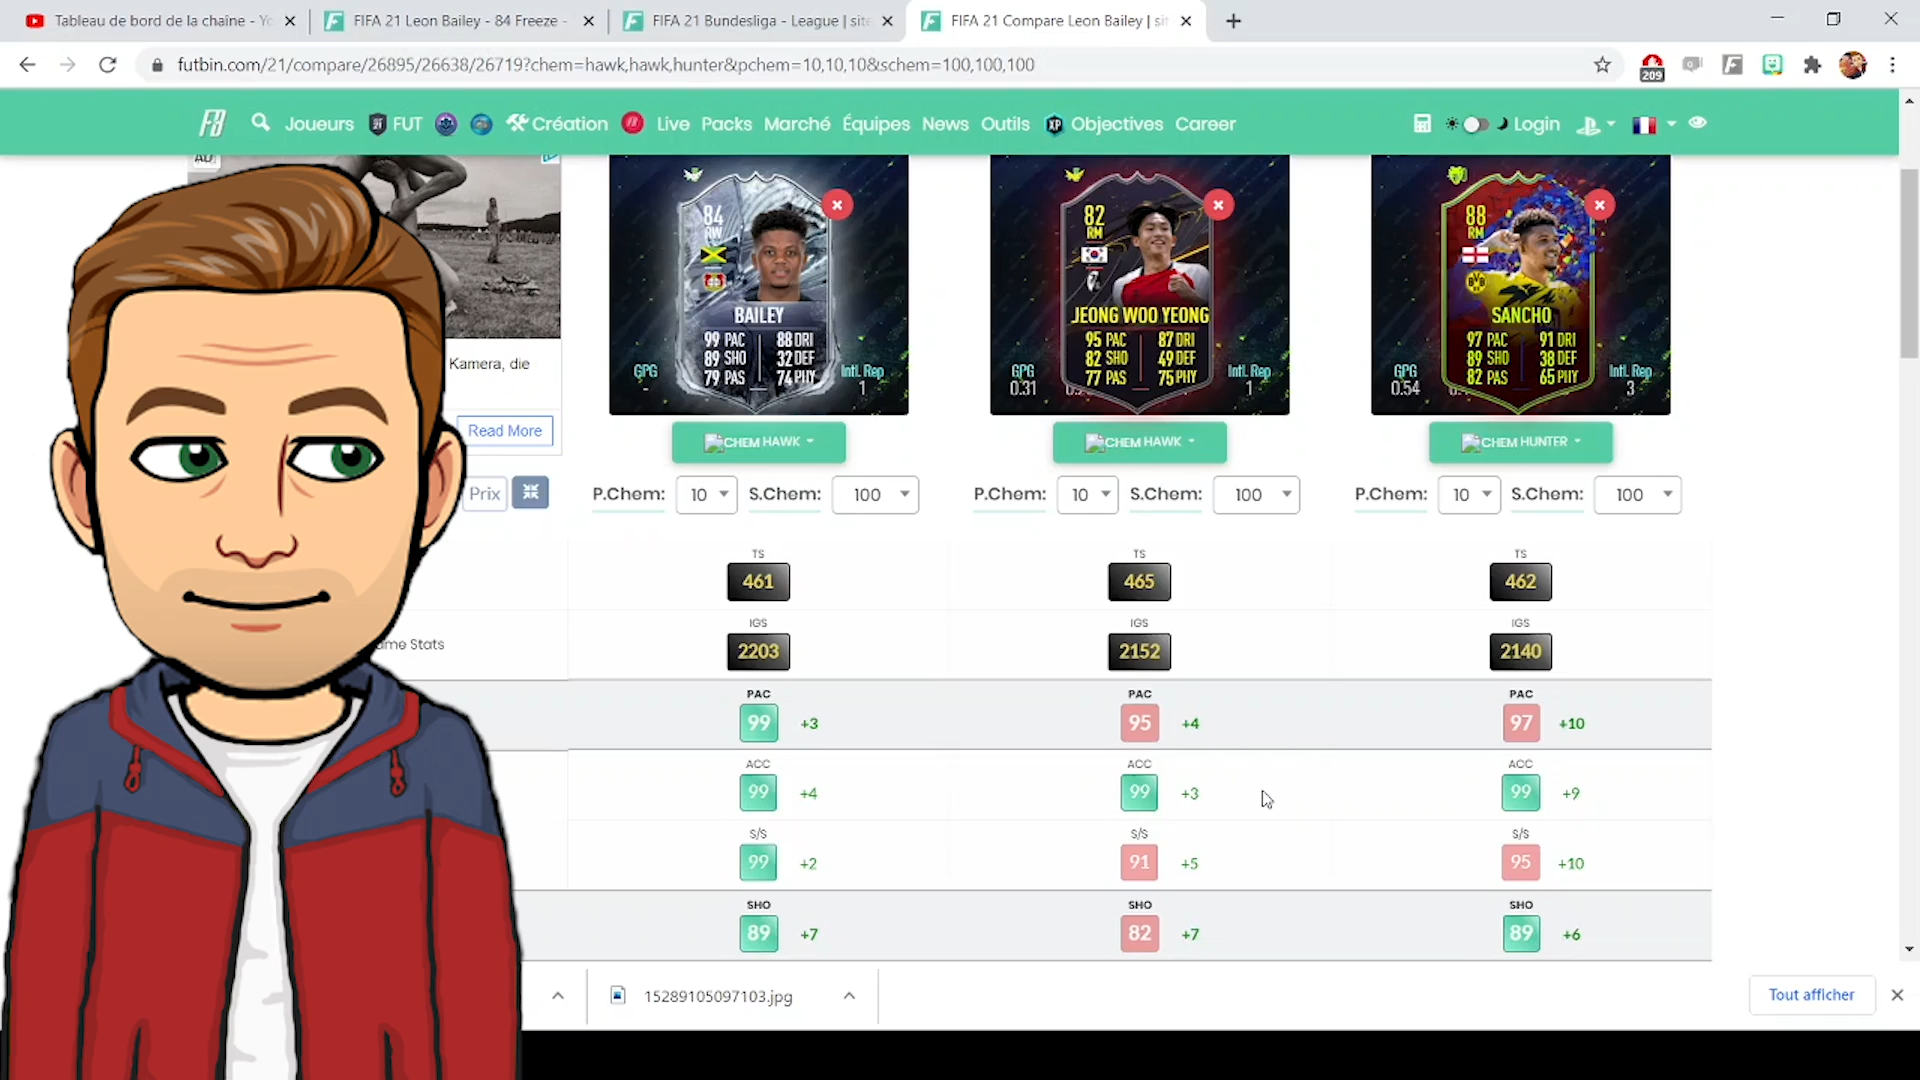 Tableau de bord de la chaîne - Yo
FIFA 21 Leon Bailey - 84 Freeze -
FIFA 21 Bundesliga - League | site
FIFA 21 Compare Leon Bailey | sit
futbin.com/21/compare/26895/26638/26719?chem=hawk,hawk,hunter&pchem=10,10,10&schem=100,100,100
209
Joueurs FUT Création Live Packs Marché Équipes News Outils XP Objectives Career Login
AD
Kamera, die
Read More
Prix
84
RW
BAILEY
99 PAC 88 DRI
89 SHO 32 DEF
79 PAS 74 PHY
GPG
-
Intl. Rep
1
82
RM
JEONG WOO YEONG
95 PAC 87 DRI
82 SHO 49 DEF
77 PAS 75 PHY
GPG
0.31
Intl. Rep
1
88
RM
SANCHO
97 PAC 91 DRI
89 SHO 38 DEF
82 PAS 65 PHY
GPG
0.54
Intl. Rep
3
CHEM HAWK CHEM HAWK CHEM HUNTER
P.Chem: 10 S.Chem: 100 P.Chem: 10 S.Chem: 100 P.Chem: 10 S.Chem: 100
TS TS TS
461 465 462
IGS IGS IGS
ame Stats 2203 2152 2140
PAC PAC PAC
99 +3 95 +4 97 +10
ACC ACC ACC
99 +4 99 +3 99 +9
S/S S/S S/S
99 +2 91 +5 95 +10
SHO SHO SHO
89 +7 82 +7 89 +6
15289105097103.jpg
Tout afficher